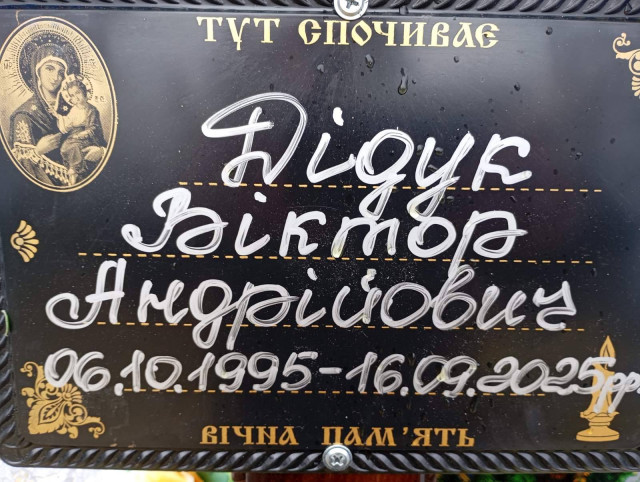 ТУТ СПОЧИВАЄ
Дідук
Віктор
Андрійович
06.10.1995-16.09.2025рр
ВІЧНА ПАМ'ЯТЬ